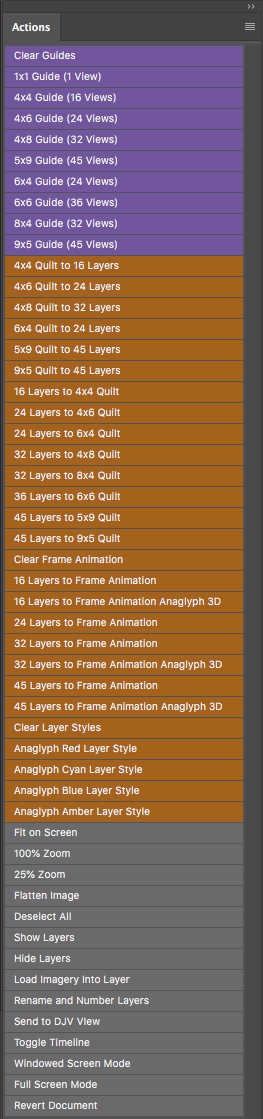 Actions
Clear Guides
1x1 Guide (1 View)
4x4 Guide (16 Views)
4x6 Guide (24 Views)
4x8 Guide (32 Views)
5x9 Guide (45 Views)
6x4 Guide (24 Views)
6x6 Guide (36 Views)
8x4 Guide (32 Views)
9x5 Guide (45 Views)
4x4 Quilt to 16 Layers
4x6 Quilt to 24 Layers
4x8 Quilt to 32 Layers
6x4 Quilt to 24 Layers
5x9 Quilt to 45 Layers
9x5 Quilt to 45 Layers
16 Layers to 4x4 Quilt
24 Layers to 4x6 Quilt
24 Layers to 6x4 Quilt
32 Layers to 4x8 Quilt
32 Layers to 8x4 Quilt
36 Layers to 6x6 Quilt
45 Layers to 5x9 Quilt
45 Layers to 9x5 Quilt
Clear Frame Animation
16 Layers to Frame Animation
16 Layers to Frame Animation Anaglyph 3D
24 Layers to Frame Animation
32 Layers to Frame Animation
32 Layers to Frame Animation Anaglyph 3D
45 Layers to Frame Animation
45 Layers to Frame Animation Anaglyph 3D
Clear Layer Styles
Anaglyph Red Layer Style
Anaglyph Cyan Layer Style
Anaglyph Blue Layer Style
Anaglyph Amber Layer Style
Fit on Screen
100% Zoom
25% Zoom
Flatten Image
Deselect All
Show Layers
Hide Layers
Load Imagery Into Layer
Rename and Number Layers
Send to DJV View
Toggle Timeline
Windowed Screen Mode
Full Screen Mode
Revert Document